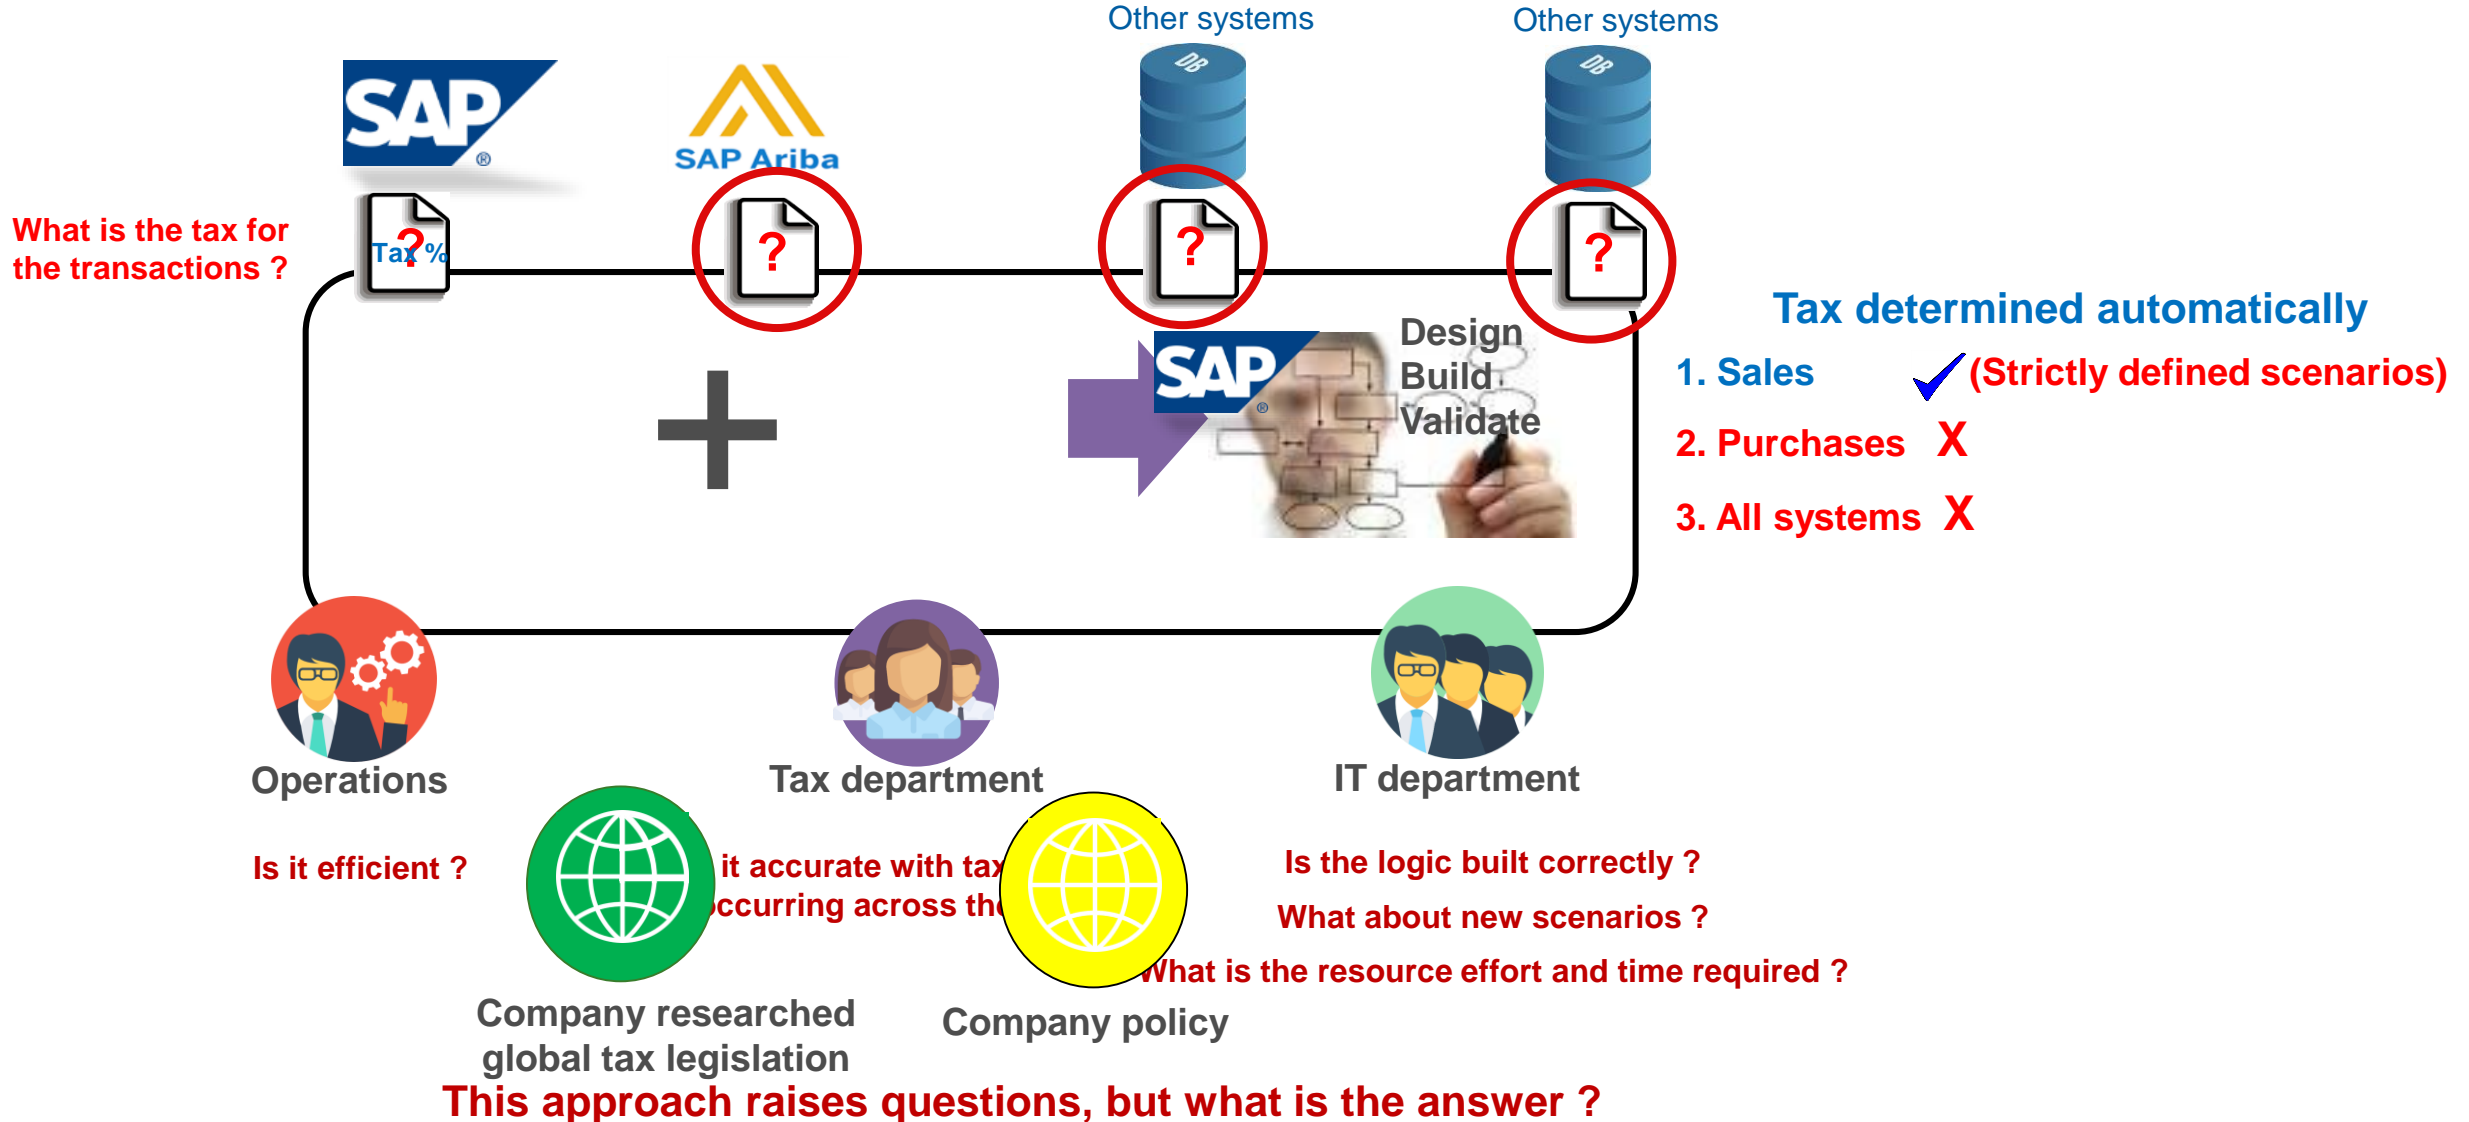 Other systems
Other systems
DB
DB
SAP
®
SAP Ariba
What is the tax for
the transactions ?
?
Tax %
?
?
?
Tax determined automatically
SAP
®
Design
Build
Validate
1. Sales
(Strictly defined scenarios)
2. Purchases X
3. All systems X
Operations
Tax department
IT department
Is it efficient ?
it accurate with tax
occurring across the
Is the logic built correctly ?
What about new scenarios ?
What is the resource effort and time required ?
Company researched
global tax legislation
Company policy
This approach raises questions, but what is the answer ?